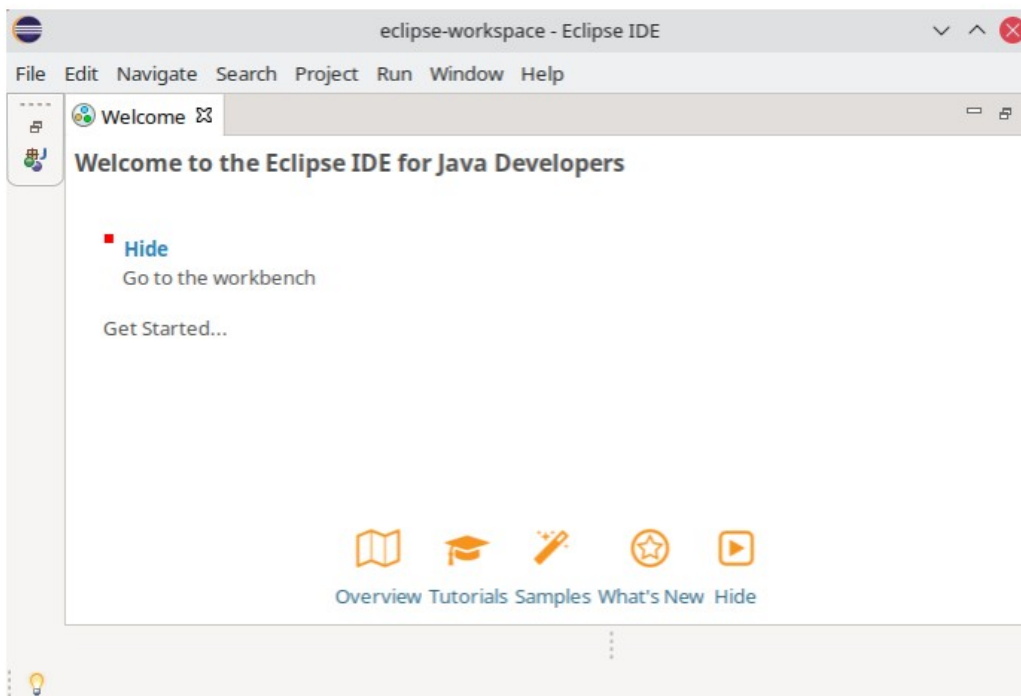 eclipse-workspace - Eclipse IDE
File Edit Navigate Search Project Run Window Help
Welcome
Welcome to the Eclipse IDE for Java Developers
Hide
Go to the workbench
Get Started...
Overview Tutorials Samples What's New Hide